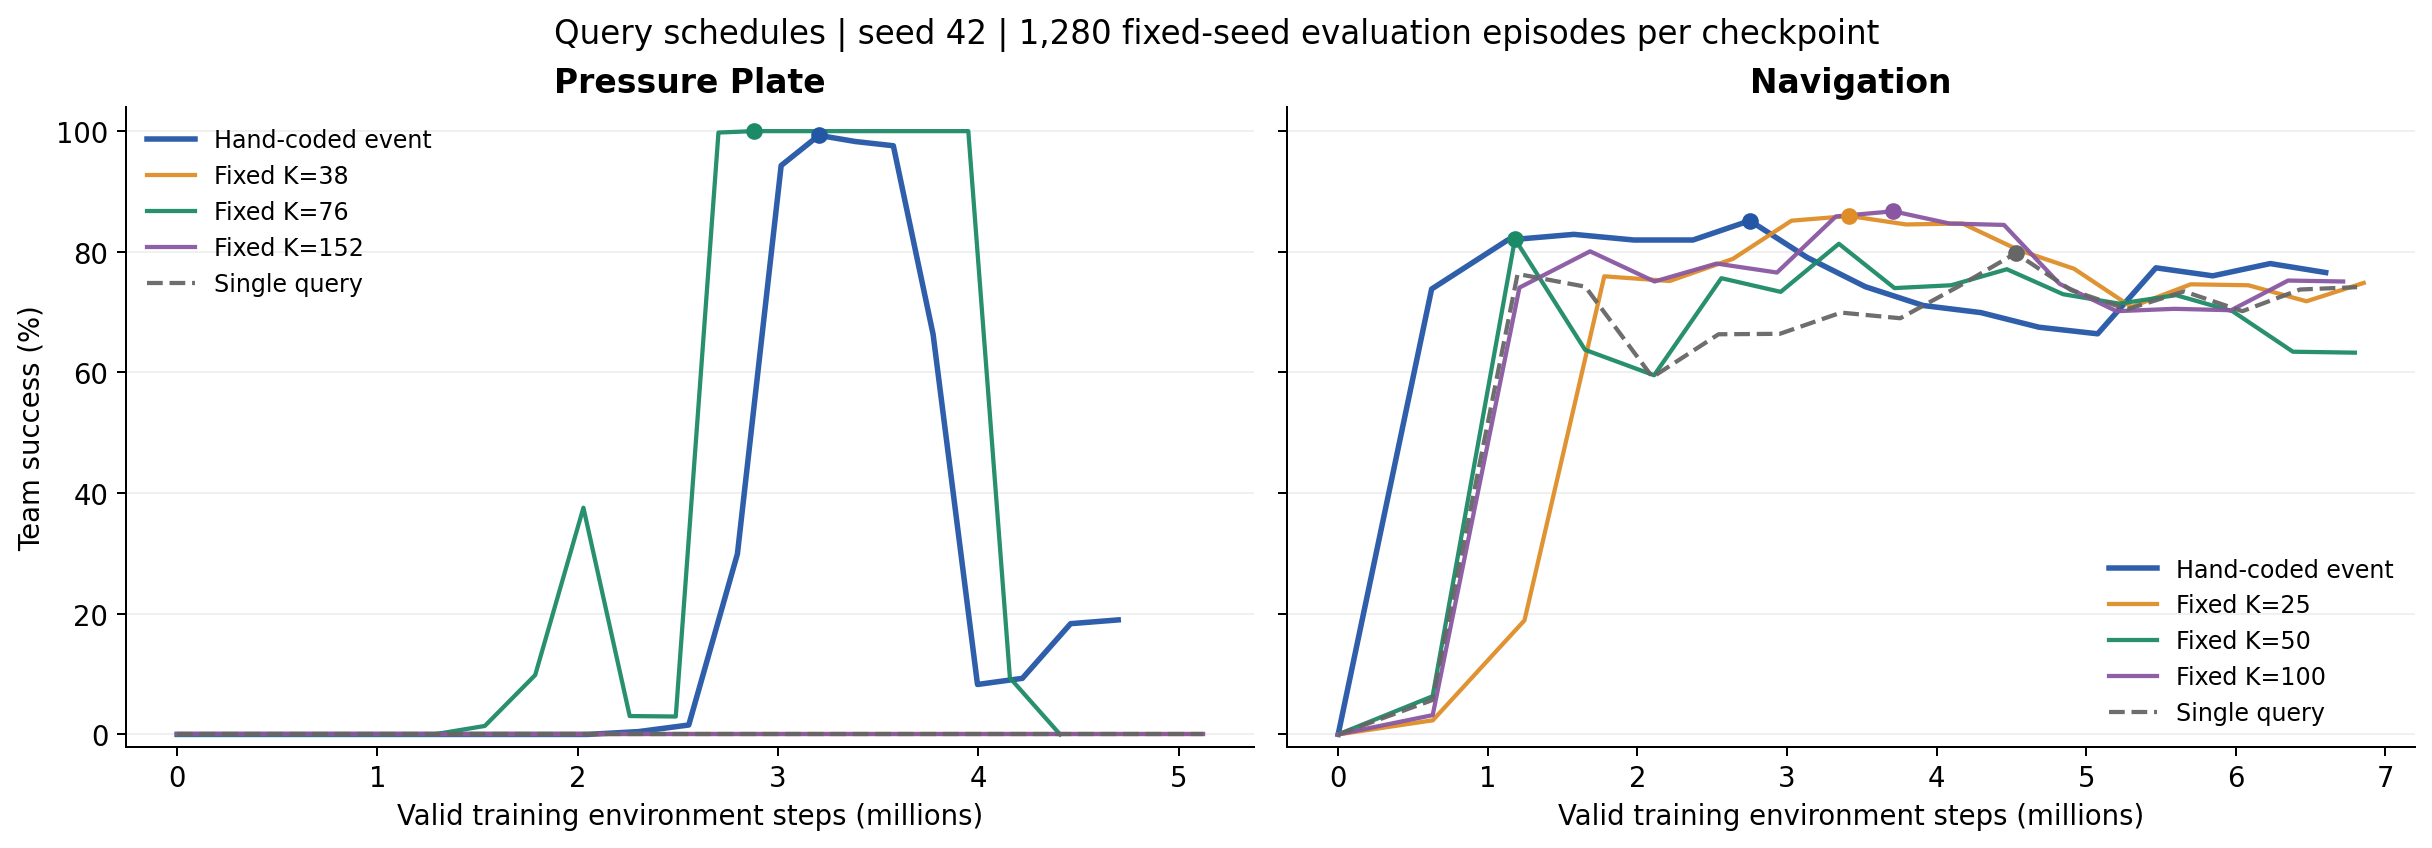 Query schedules | seed 42 | 1,280 fixed-seed evaluation episodes per checkpoint
Pressure Plate
Team success (%)
100
80
60
40
20
0
Hand-coded event
Fixed K=38
Fixed K=76
Fixed K=152
Single query
0 1 2 3 4 5
Valid training environment steps (millions)
Navigation
Hand-coded event
Fixed K=25
Fixed K=50
Fixed K=100
Single query
0 1 2 3 4 5 6 7
Valid training environment steps (millions)